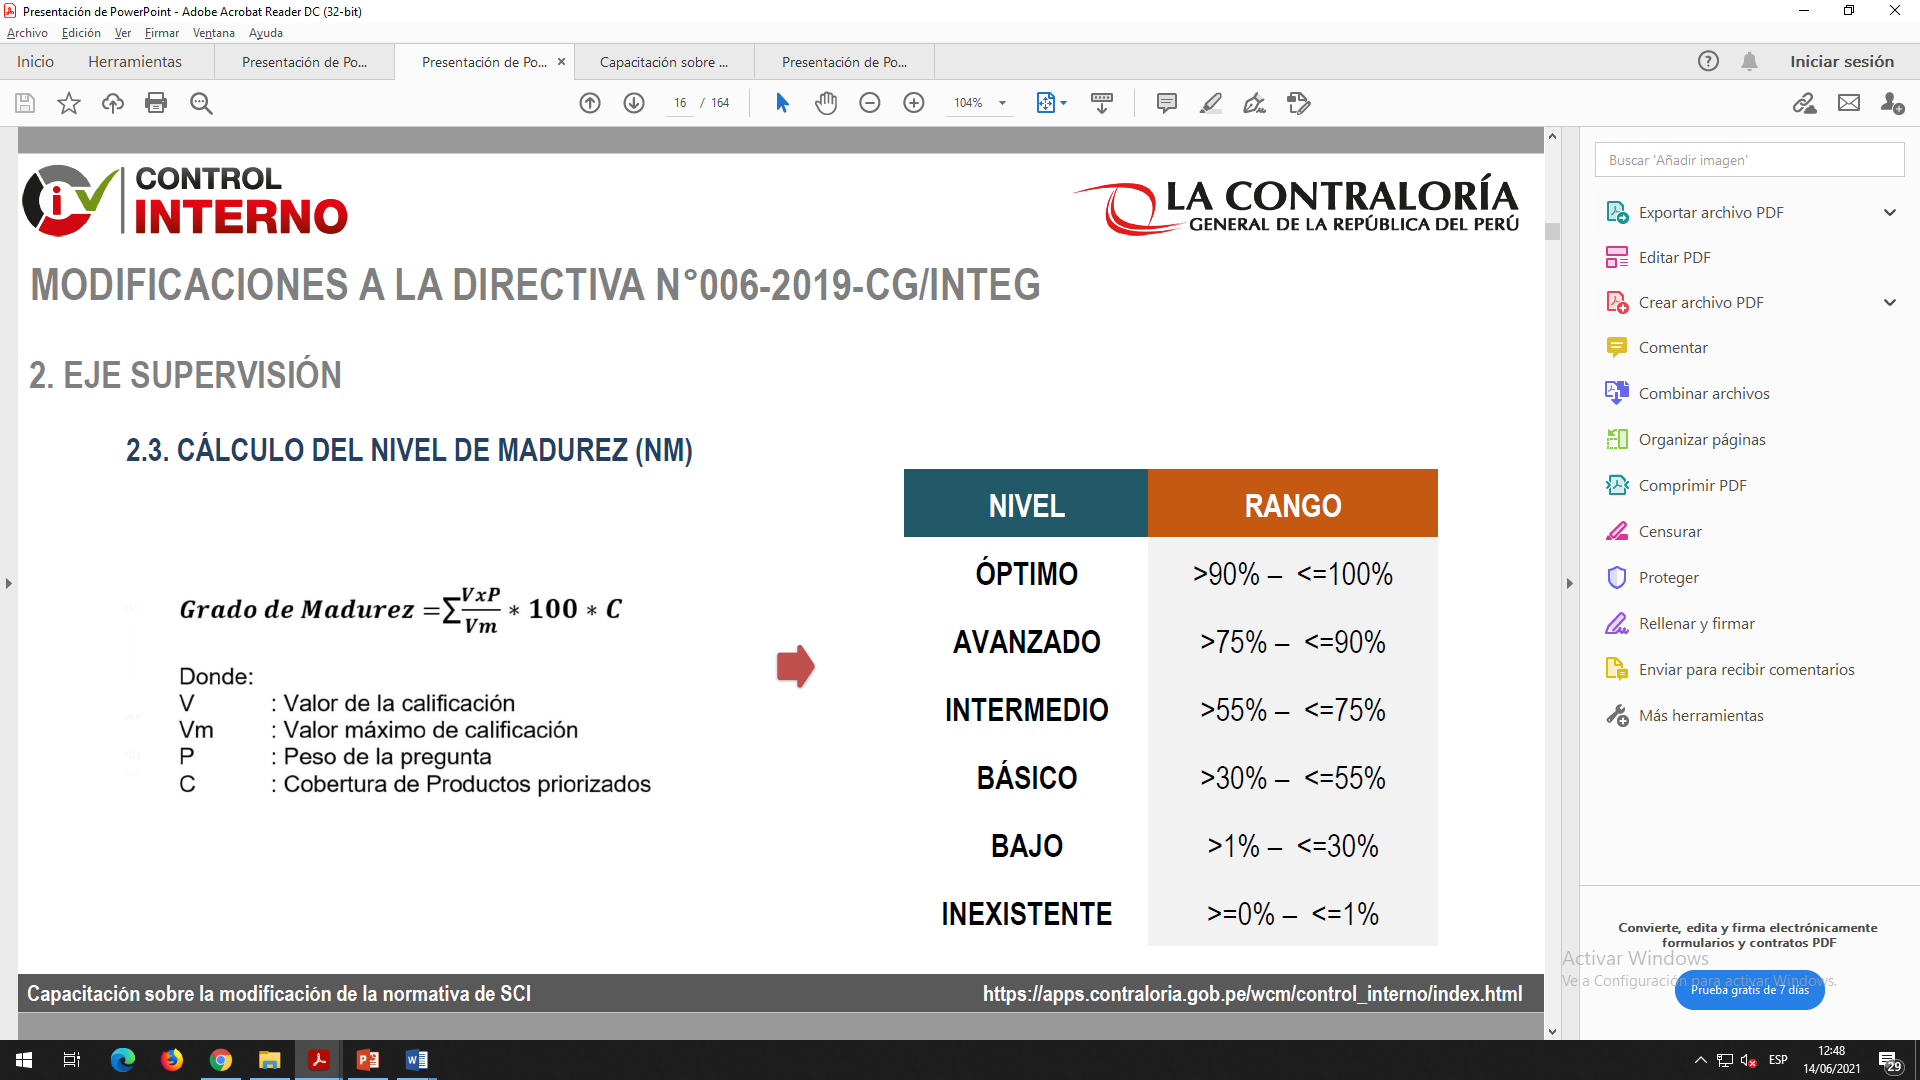 Presentación de PowerPoint - Adobe Acrobat Reader DC (32-bit)
Archivo Edición Ver Firmar Ventana Ayuda
Inicio Herramientas Presentación de Po... Presentación de Po... Capacitación sobre ... Presentación de Po... Iniciar sesión
16 / 164 104%
CONTROL
INTERNO
LA CONTRALORÍA
GENERAL DE LA REPÚBLICA DEL PERÚ
MODIFICACIONES A LA DIRECTIVA N°006-2019-CG/INTEG
2. EJE SUPERVISIÓN
2.3. CÁLCULO DEL NIVEL DE MADUREZ (NM)
Grado de Madurez =∑ VxP/Vm * 100 * C
Donde:
V : Valor de la calificación
Vm : Valor máximo de calificación
P : Peso de la pregunta
C : Cobertura de Productos priorizados
NIVEL RANGO
ÓPTIMO >90% – <=100%
AVANZADO >75% – <=90%
INTERMEDIO >55% – <=75%
BÁSICO >30% – <=55%
BAJO >1% – <=30%
INEXISTENTE >=0% – <=1%
Capacitación sobre la modificación de la normativa de SCI
https://apps.contraloria.gob.pe/wcm/control_interno/index.html
Buscar 'Añadir imagen'
Exportar archivo PDF
Editar PDF
Crear archivo PDF
Comentar
Combinar archivos
Organizar páginas
Comprimir PDF
Censurar
Proteger
Rellenar y firmar
Enviar para recibir comentarios
Más herramientas
Convierte, edita y firma electrónicamente
formularios y contratos PDF
Activar Windows
Ve a Configuración para activar Windows.
Prueba gratis de 7 días
ESP
12:48
14/06/2021
29